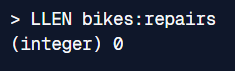 > LLEN bikes:repairs
(integer) 0